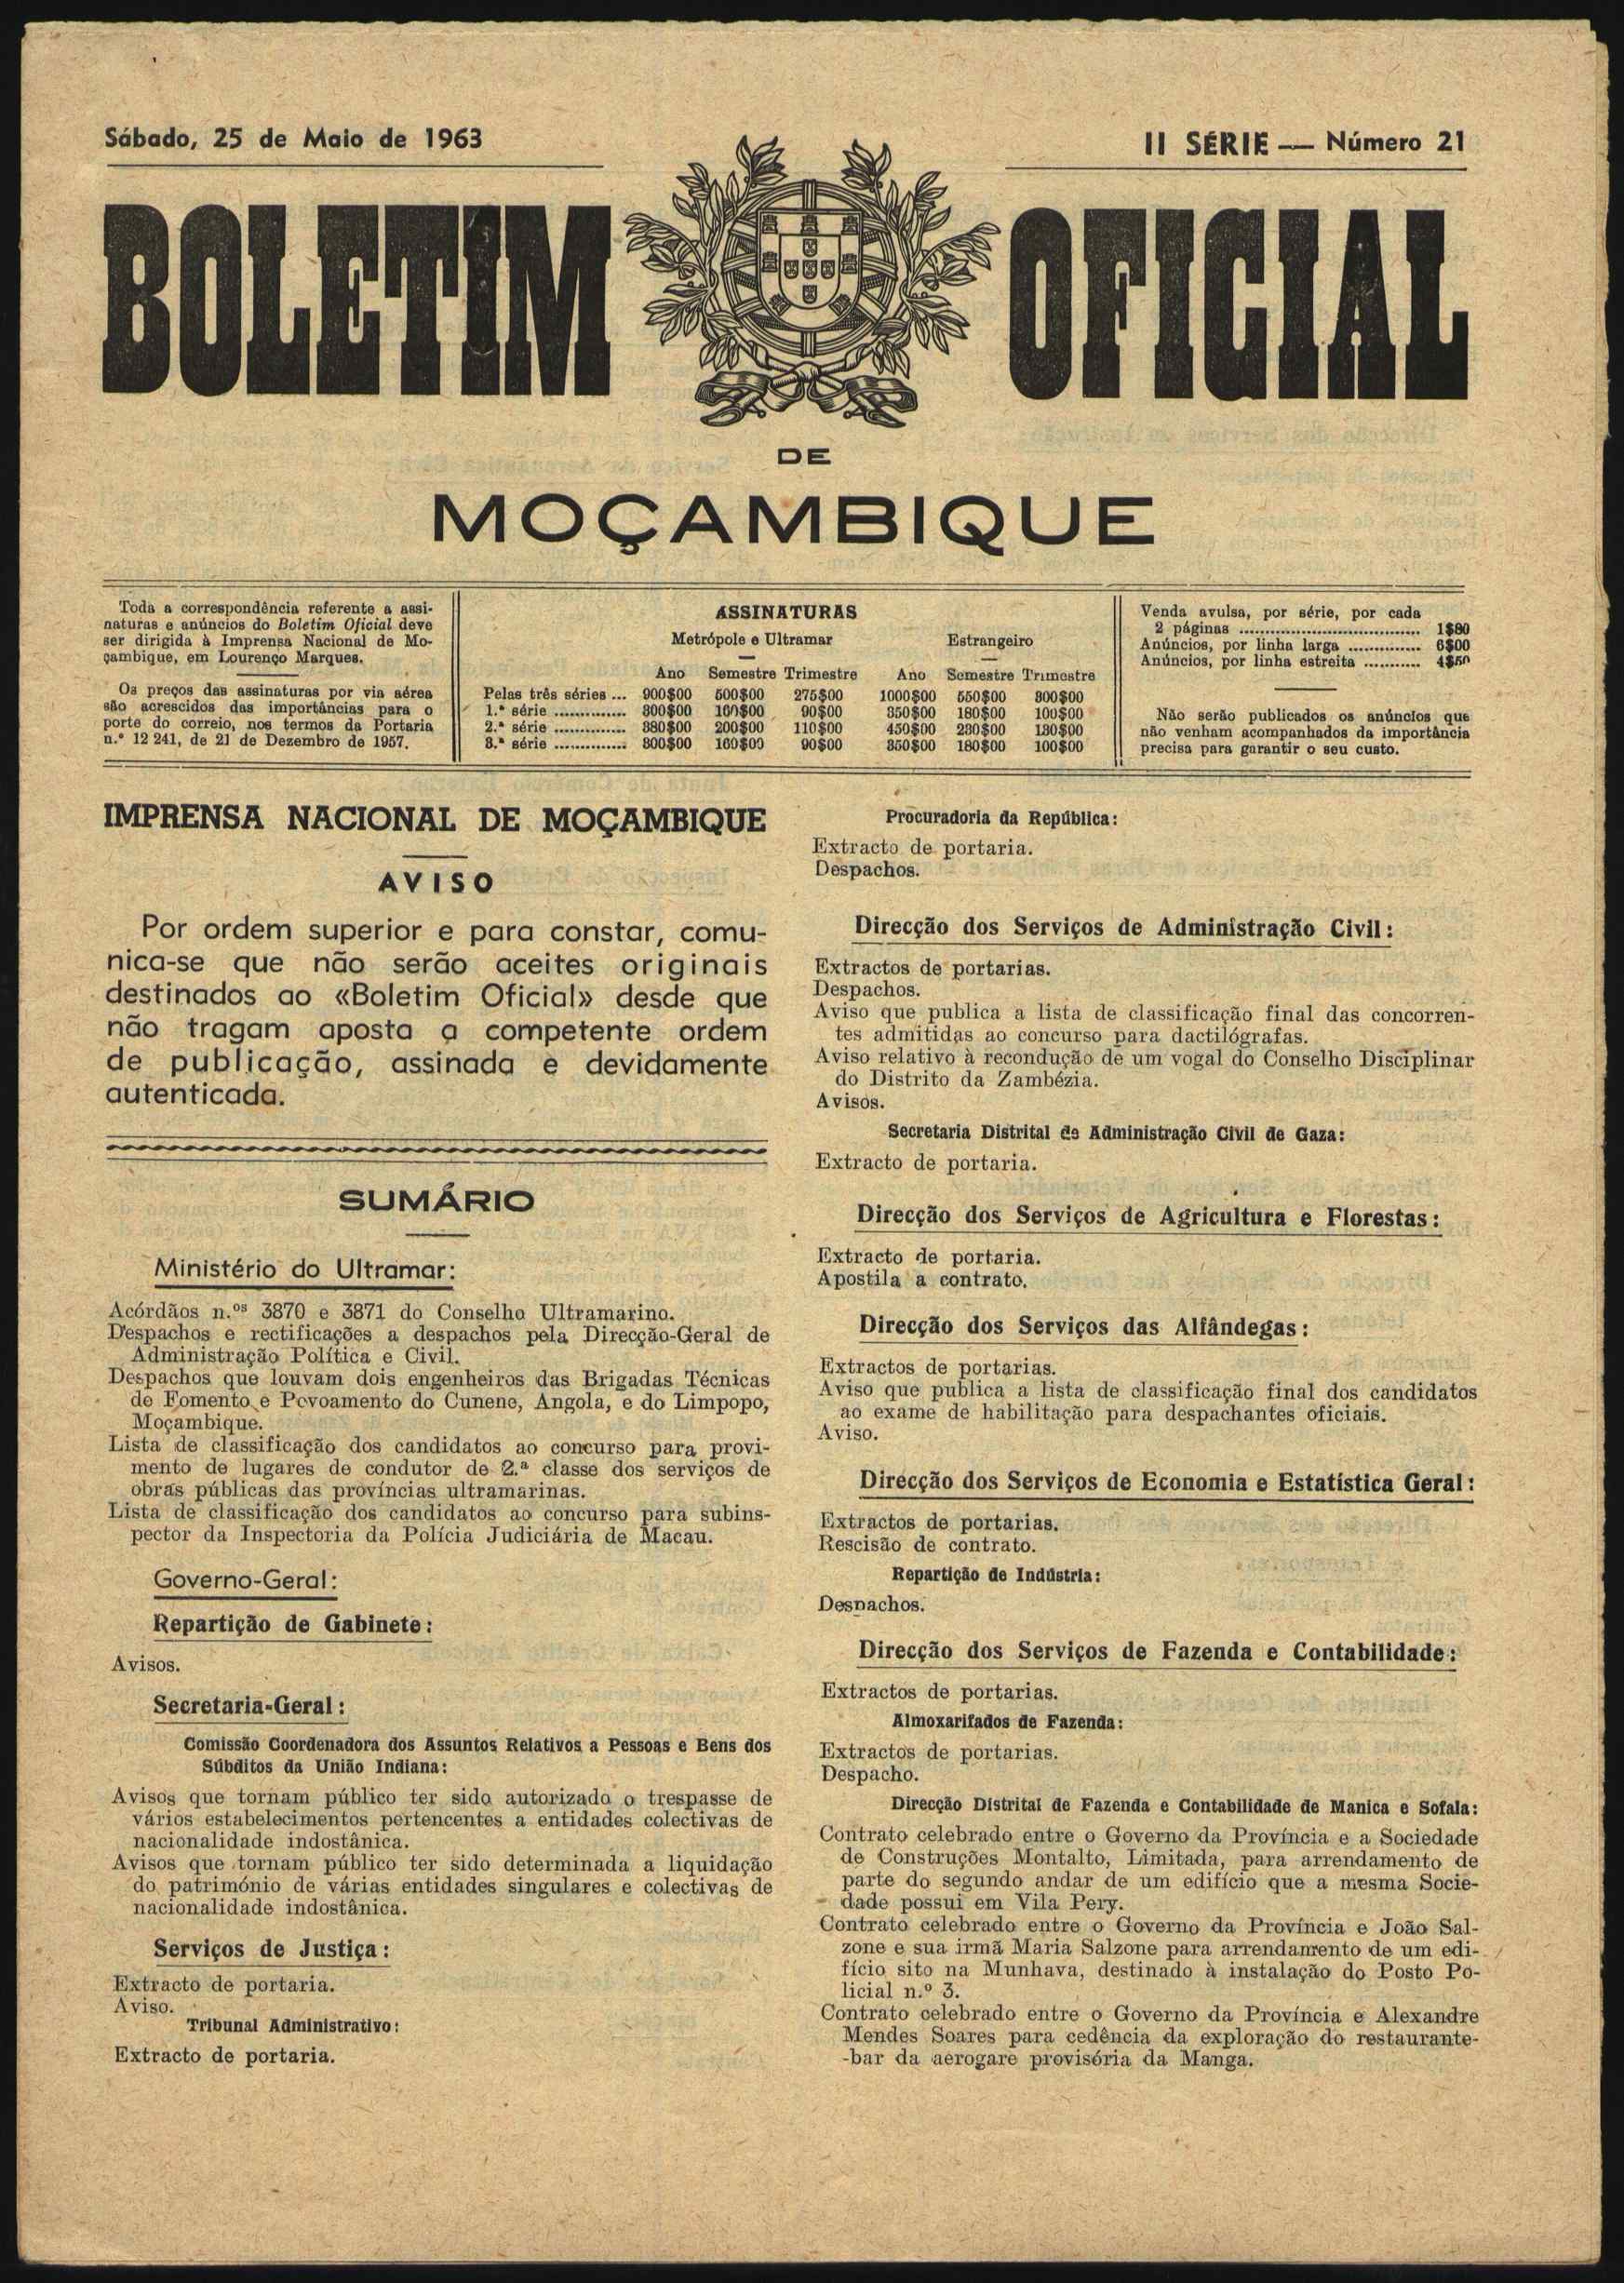 Sábado, 25 de Maio de 1963
II SÉRIE — Número 21
BOLETIM OFICIAL
DE
MOÇAMBIQUE
Toda a correspondência referente a assi-
naturas e anúncios do Boletim Oficial deve
ser dirigida à Imprensa Nacional de Mo-
çambique, em Lourenço Marques.
Os preços das assinaturas por via aérea
são acrescidos das importâncias para o
porte do correio, nos termos da Portaria
n.º 12 241, de 21 de Dezembro de 1957.
ASSINATURAS
Metrópole e Ultramar Estrangeiro
Ano Semestre Trimestre Ano Semestre Trimestre
Pelas três séries ... 900$00 500$00 275$00 1000$00 550$00 300$00
1.ª série ............. 300$00 160$00 90$00 350$00 180$00 100$00
2.ª série ............. 380$00 200$00 110$00 450$00 230$00 130$00
3.ª série ............. 300$00 160$00 90$00 350$00 180$00 100$00
Venda avulsa, por série, por cada
2 páginas .................................. 1$80
Anúncios, por linha larga .............. 6$00
Anúncios, por linha estreita ........... 4$50
Não serão publicados os anúncios que
não venham acompanhados da importância
precisa para garantir o seu custo.
IMPRENSA NACIONAL DE MOÇAMBIQUE
AVISO
Por ordem superior e para constar, comu-
nica-se que não serão aceites originais
destinados ao «Boletim Oficial» desde que
não tragam aposta a competente ordem
de publicação, assinada e devidamente
autenticada.
SUMÁRIO
Ministério do Ultramar:
Acórdãos n.ºs 3870 e 3871 do Conselho Ultramarino.
Despachos e rectificações a despachos pela Direcção-Geral de
Administração Política e Civil.
Despachos que louvam dois engenheiros das Brigadas Técnicas
de Fomento e Povoamento do Cunene, Angola, e do Limpopo,
Moçambique.
Lista de classificação dos candidatos ao concurso para provi-
mento de lugares de condutor de 2.ª classe dos serviços de
obras públicas das províncias ultramarinas.
Lista de classificação dos candidatos ao concurso para subins-
pector da Inspectoria da Polícia Judiciária de Macau.
Governo-Geral:
Repartição de Gabinete:
Avisos.
Secretaria-Geral:
Comissão Coordenadora dos Assuntos Relativos a Pessoas e Bens dos
Súbditos da União Indiana:
Avisos que tornam público ter sido autorizado o trespasse de
vários estabelecimentos pertencentes a entidades colectivas de
nacionalidade indostânica.
Avisos que tornam público ter sido determinada a liquidação
do património de várias entidades singulares e colectivas de
nacionalidade indostânica.
Serviços de Justiça:
Extracto de portaria.
Aviso.
Tribunal Administrativo:
Extracto de portaria.
Procuradoria da República:
Extracto de portaria.
Despachos.
Direcção dos Serviços de Administração Civil:
Extractos de portarias.
Despachos.
Aviso que publica a lista de classificação final das concorren-
tes admitidas ao concurso para dactilógrafas.
Aviso relativo à recondução de um vogal do Conselho Disciplinar
do Distrito da Zambézia.
Avisos.
Secretaria Distrital de Administração Civil de Gaza:
Extracto de portaria.
Direcção dos Serviços de Agricultura e Florestas:
Extracto de portaria.
Apostila a contrato.
Direcção dos Serviços das Alfândegas:
Extractos de portarias.
Aviso que publica a lista de classificação final dos candidatos
ao exame de habilitação para despachantes oficiais.
Aviso.
Direcção dos Serviços de Economia e Estatística Geral:
Extractos de portarias.
Rescisão de contrato.
Repartição de Indústria:
Despachos.
Direcção dos Serviços de Fazenda e Contabilidade:
Extractos de portarias.
Almoxarifados de Fazenda:
Extractos de portarias.
Despacho.
Direcção Distrital de Fazenda e Contabilidade de Manica e Sofala:
Contrato celebrado entre o Governo da Província e a Sociedade
de Construções Montalto, Limitada, para arrendamento de
parte do segundo andar de um edifício que a mesma Socie-
dade possui em Vila Pery.
Contrato celebrado entre o Governo da Província e João Sal-
zone e sua irmã Maria Salzone para arrendamento de um edi-
fício sito na Munhava, destinado à instalação do Posto Po-
licial n.º 3.
Contrato celebrado entre o Governo da Província e Alexandre
Mendes Soares para cedência da exploração do restaurante-
-bar da aerogare provisória da Manga.